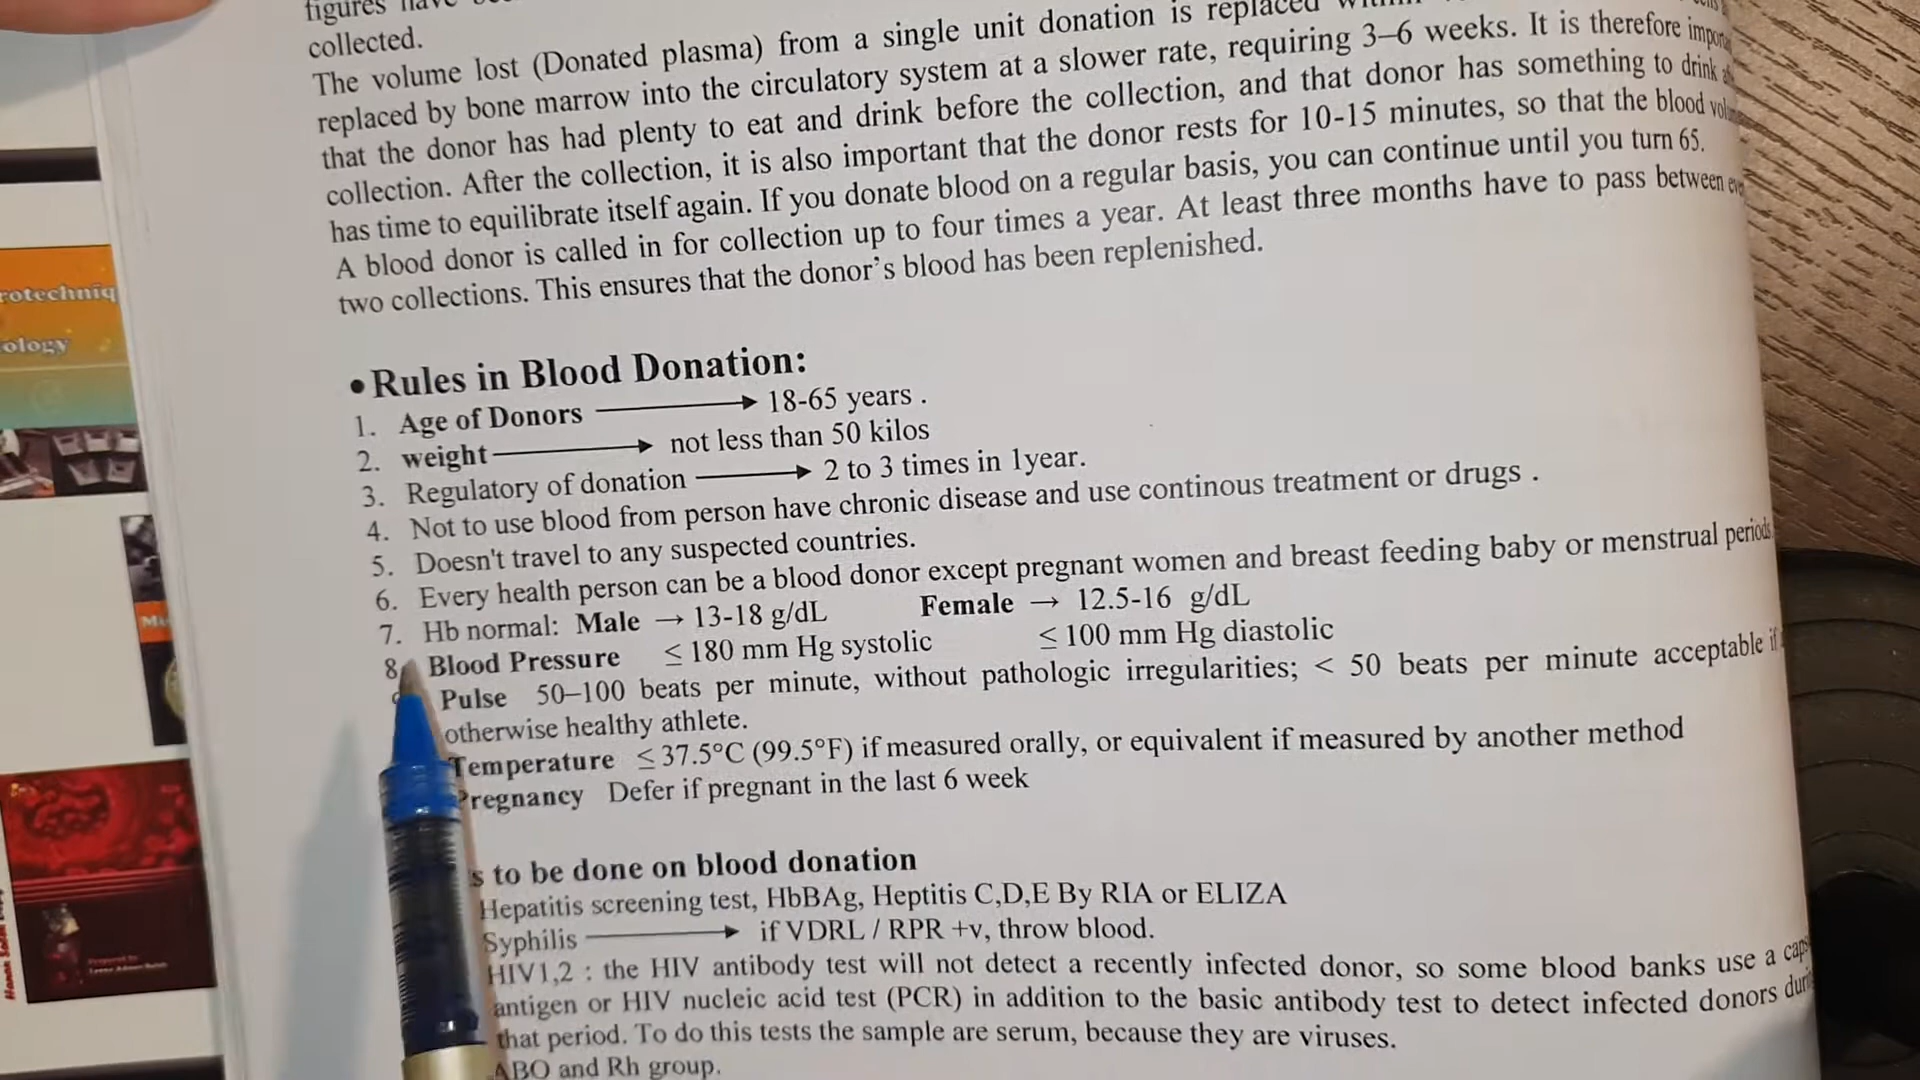 figures have
collected.
The volume lost (Donated plasma) from a single unit donation is replaced
replaced by bone marrow into the circulatory system at a slower rate, requiring 3–6 weeks. It is therefore
that the donor has had plenty to eat and drink before the collection, and that donor has something to drink
collection. After the collection, it is also important that the donor rests for 10-15 minutes, so that the blood
has time to equilibrate itself again. If you donate blood on a regular basis, you can continue until you turn 65.
A blood donor is called in for collection up to four times a year. At least three months have to pass between
two collections. This ensures that the donor's blood has been replenished.
• Rules in Blood Donation:
1. Age of Donors → 18-65 years .
2. weight → not less than 50 kilos
3. Regulatory of donation → 2 to 3 times in 1year.
4. Not to use blood from person have chronic disease and use continous treatment or drugs .
5. Doesn't travel to any suspected countries.
6. Every health person can be a blood donor except pregnant women and breast feeding baby or menstrual periods
7. Hb normal: Male → 13-18 g/dL Female → 12.5-16 g/dL
8. Blood Pressure ≤ 180 mm Hg systolic ≤ 100 mm Hg diastolic
Pulse 50–100 beats per minute, without pathologic irregularities; < 50 beats per minute acceptable if
otherwise healthy athlete.
Temperature ≤ 37.5°C (99.5°F) if measured orally, or equivalent if measured by another method
Pregnancy Defer if pregnant in the last 6 week
s to be done on blood donation
Hepatitis screening test, HbBAg, Heptitis C,D,E By RIA or ELIZA
Syphilis → if VDRL / RPR +v, throw blood.
HIV1,2 : the HIV antibody test will not detect a recently infected donor, so some blood banks use a
antigen or HIV nucleic acid test (PCR) in addition to the basic antibody test to detect infected donors
that period. To do this tests the sample are serum, because they are viruses.
ABO and Rh group.
rotechniq
ology